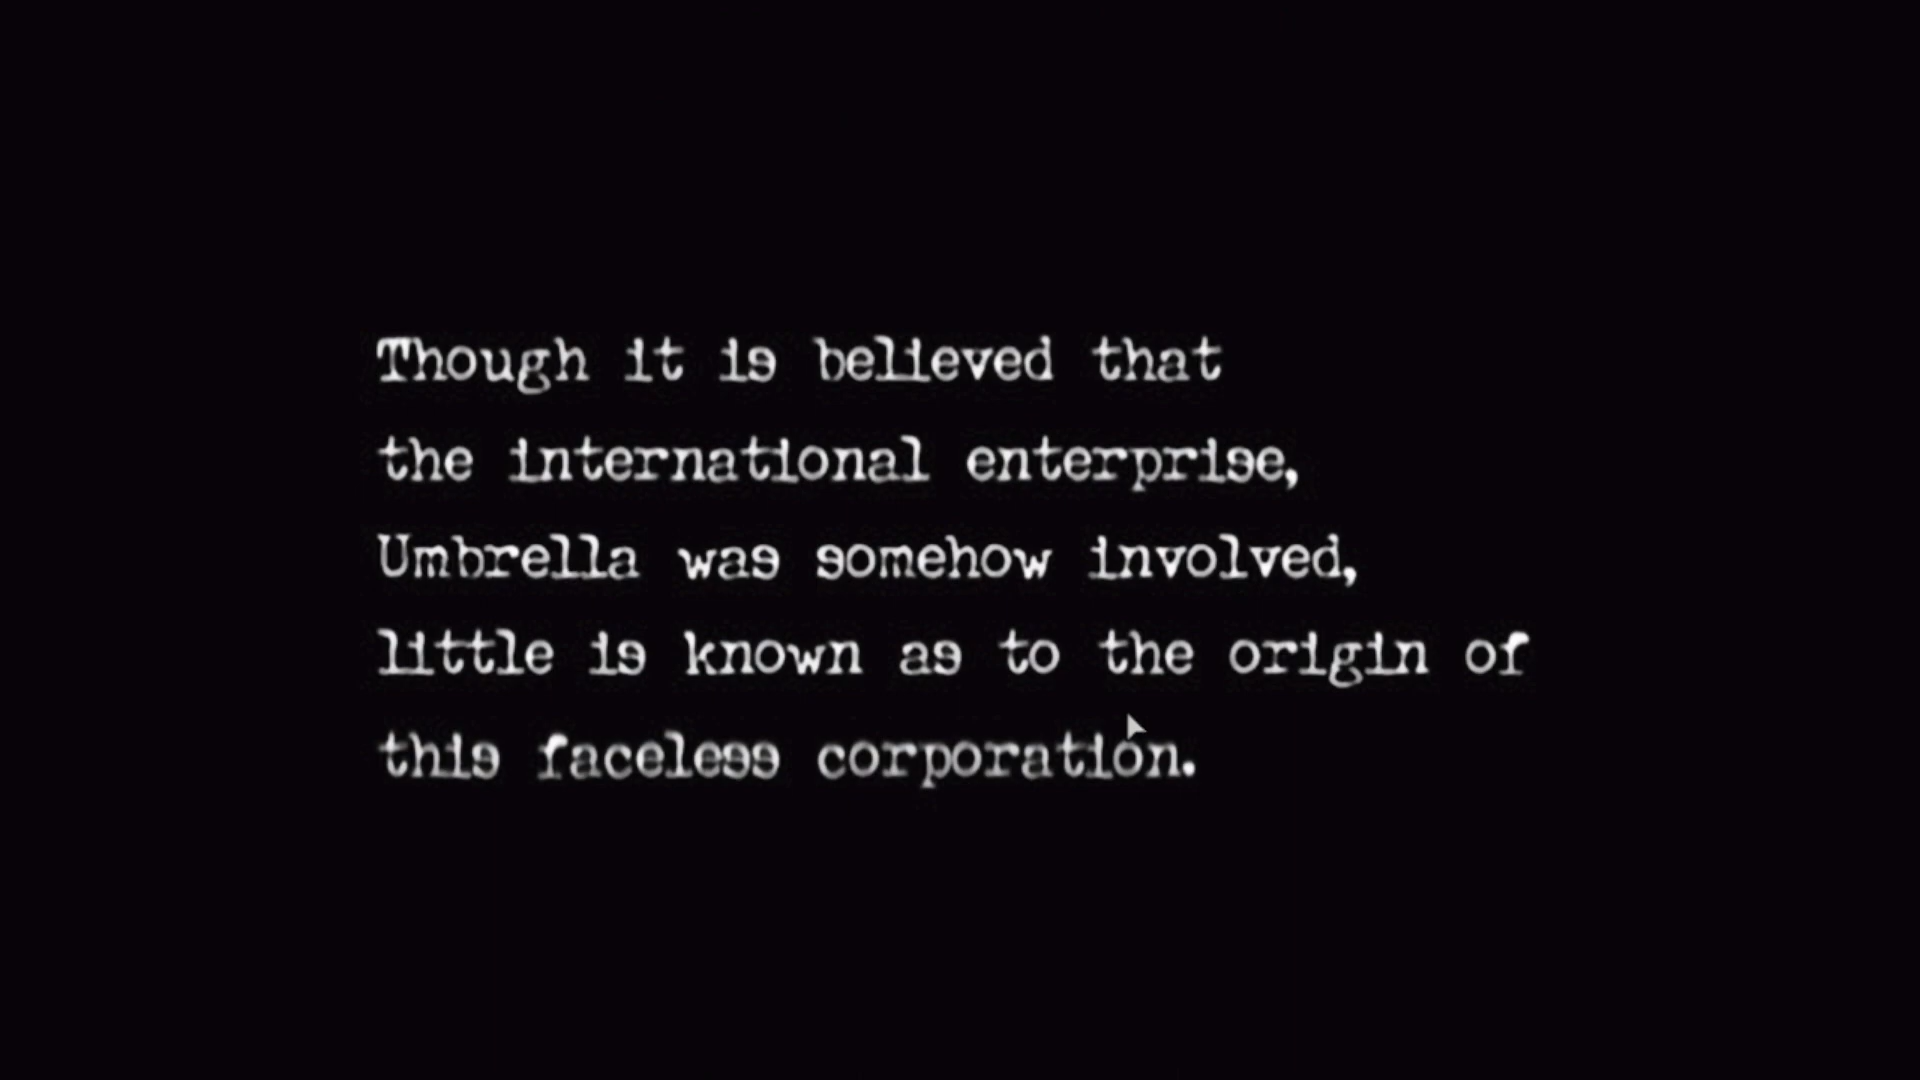 Though it is believed that
the international enterprise,
Umbrella was somehow involved,
little is known as to the origin of
this faceless corporation.